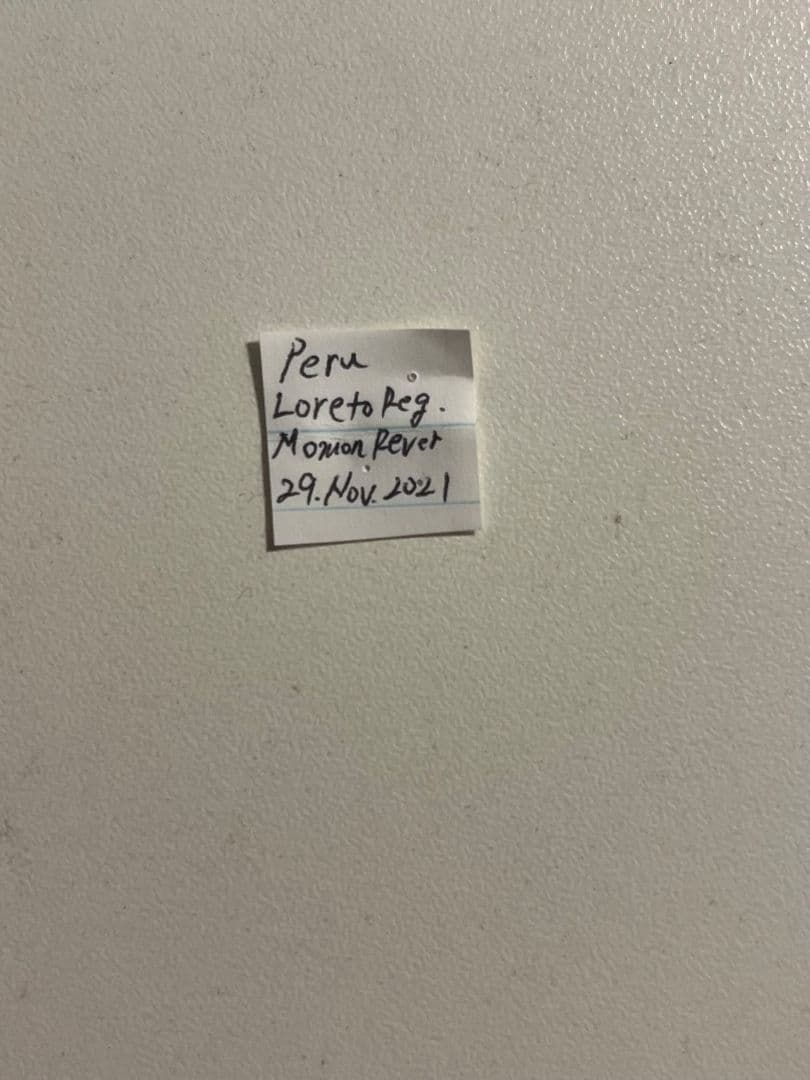 Peru
Loreto Reg.
Momon Rever
29. Nov. 2021